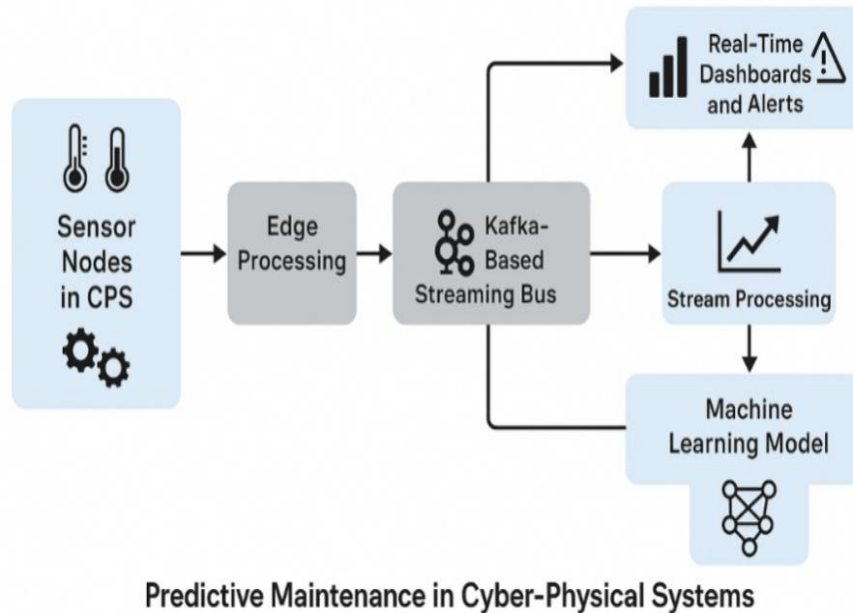 Sensor
Nodes
in CPS
Edge
Processing
Kafka-
Based
Streaming Bus
Real-Time
Dashboards
and Alerts
Stream Processing
Machine
Learning Model
Predictive Maintenance in Cyber-Physical Systems